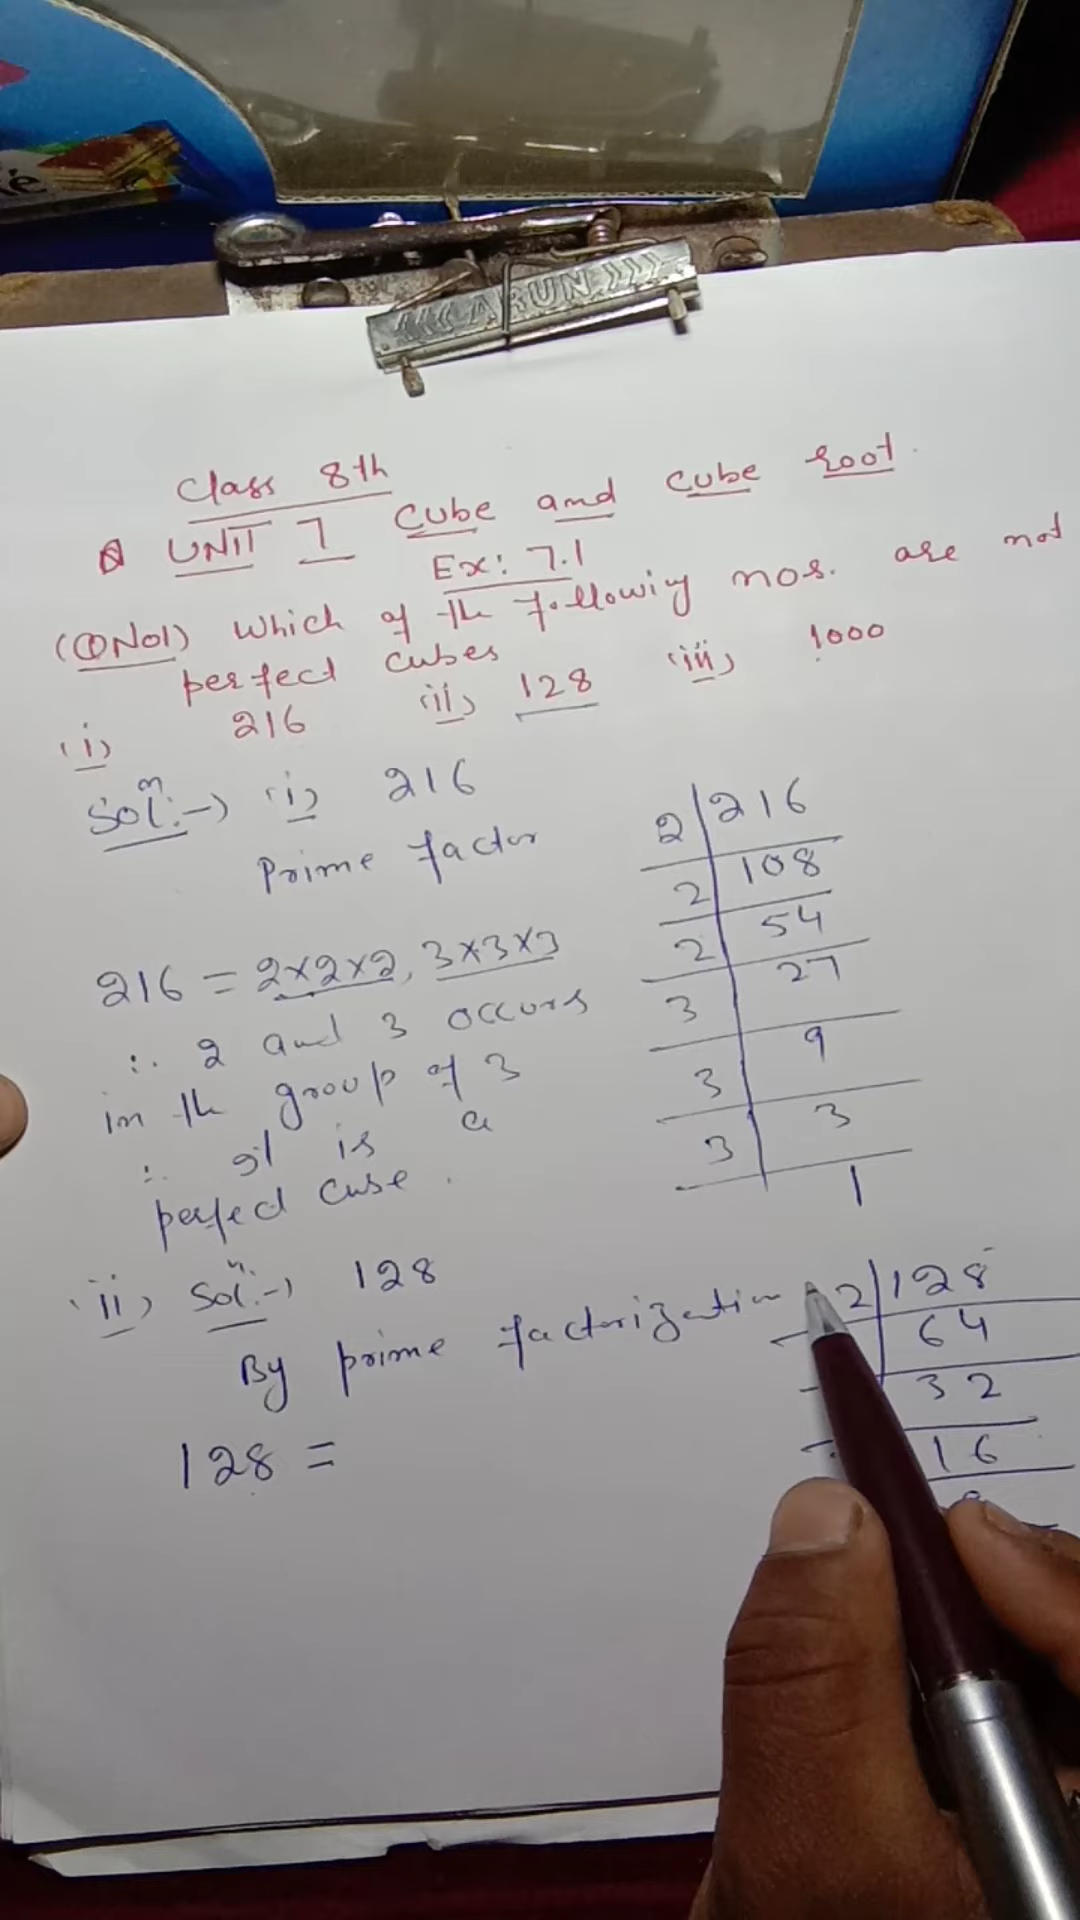 ARUN
Class 8th
UNIT 7 Cube and Cube root.
Ex: 7.1
(QNo1) Which of the following nos. are not
perfect cubes
(i) 216 (ii) 128 (iii) 1000
Solⁿ:-) (i) 216
Prime factor
216 = 2×2×2, 3×3×3
∴ 2 and 3 occurs
in the group of 3
∴ It is a
perfect cube.
2 | 216
2 | 108
2 | 54
3 | 27
3 | 9
3 | 3
1
(ii) Solⁿ:-) 128
By prime factorization
128 =
2 | 128
64
32
16